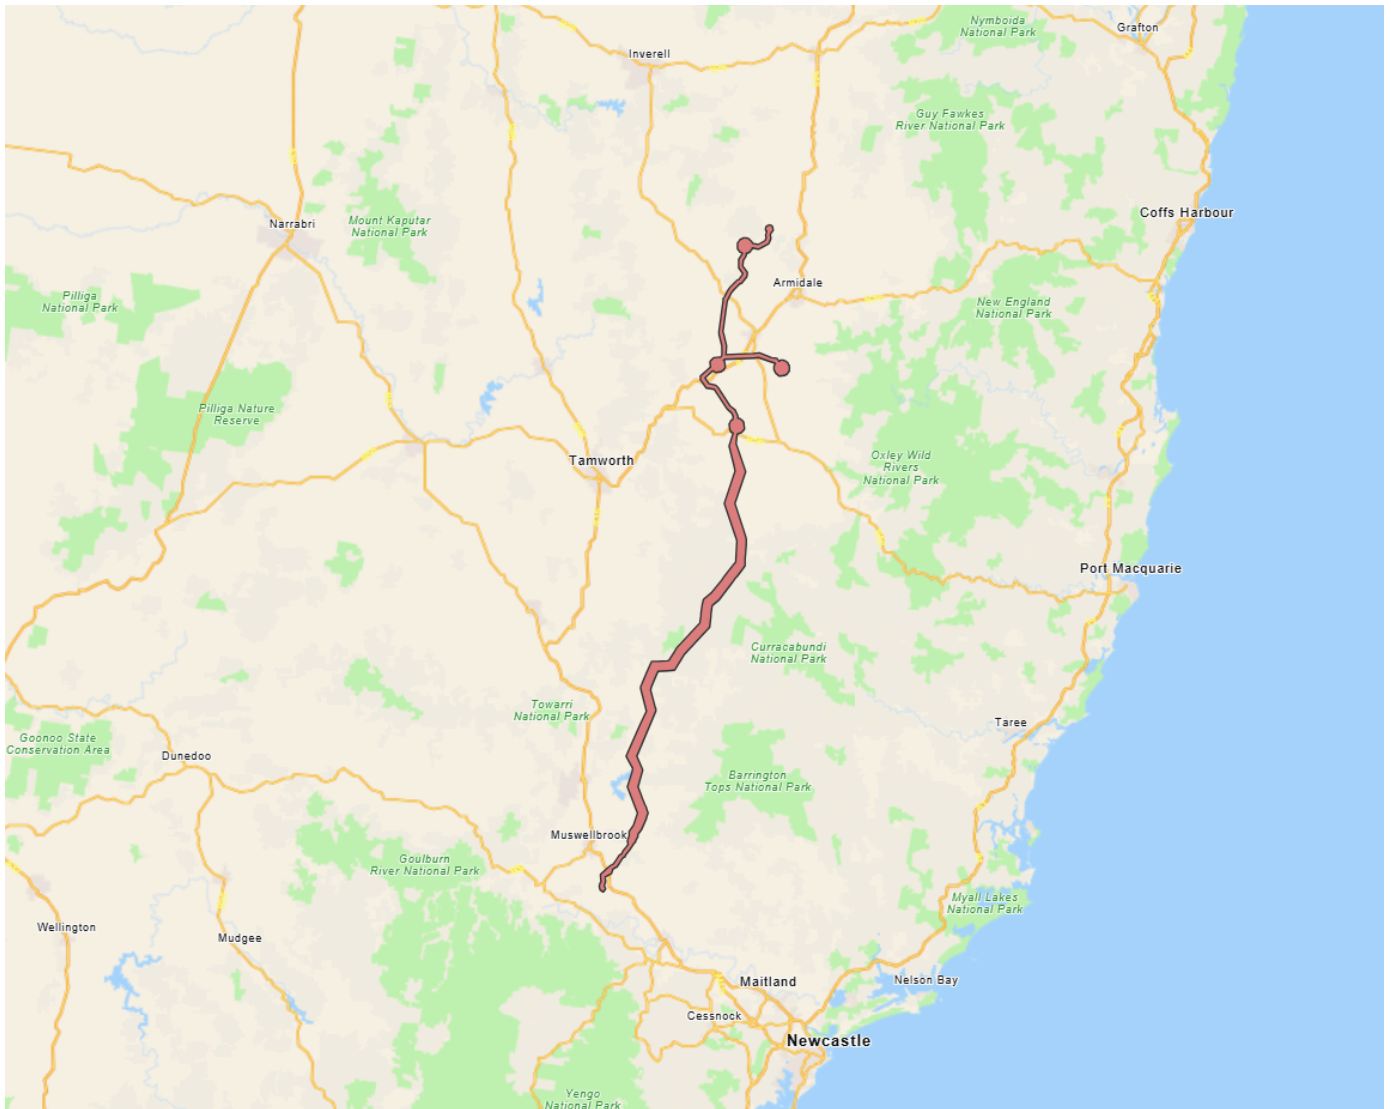 Nymboida
National Park
Grafton
Inverell
Guy Fawkes
River National Park
Coffs Harbour
Narrabri
Mount Kaputar
National Park
Armidale
Pilliga
National Park
New England
National Park
Pilliga Nature
Reserve
Tamworth
Oxley Wild
Rivers
National Park
Port Macquarie
Curracabundi
National Park
Towarri
National Park
Taree
Goonoo State
Conservation Area
Dunedoo
Barrington
Tops National Park
Muswellbrook
Goulburn
River National Park
Myall Lakes
National Park
Wellington
Mudgee
Maitland
Nelson Bay
Cessnock
Newcastle
Yengo
National Park